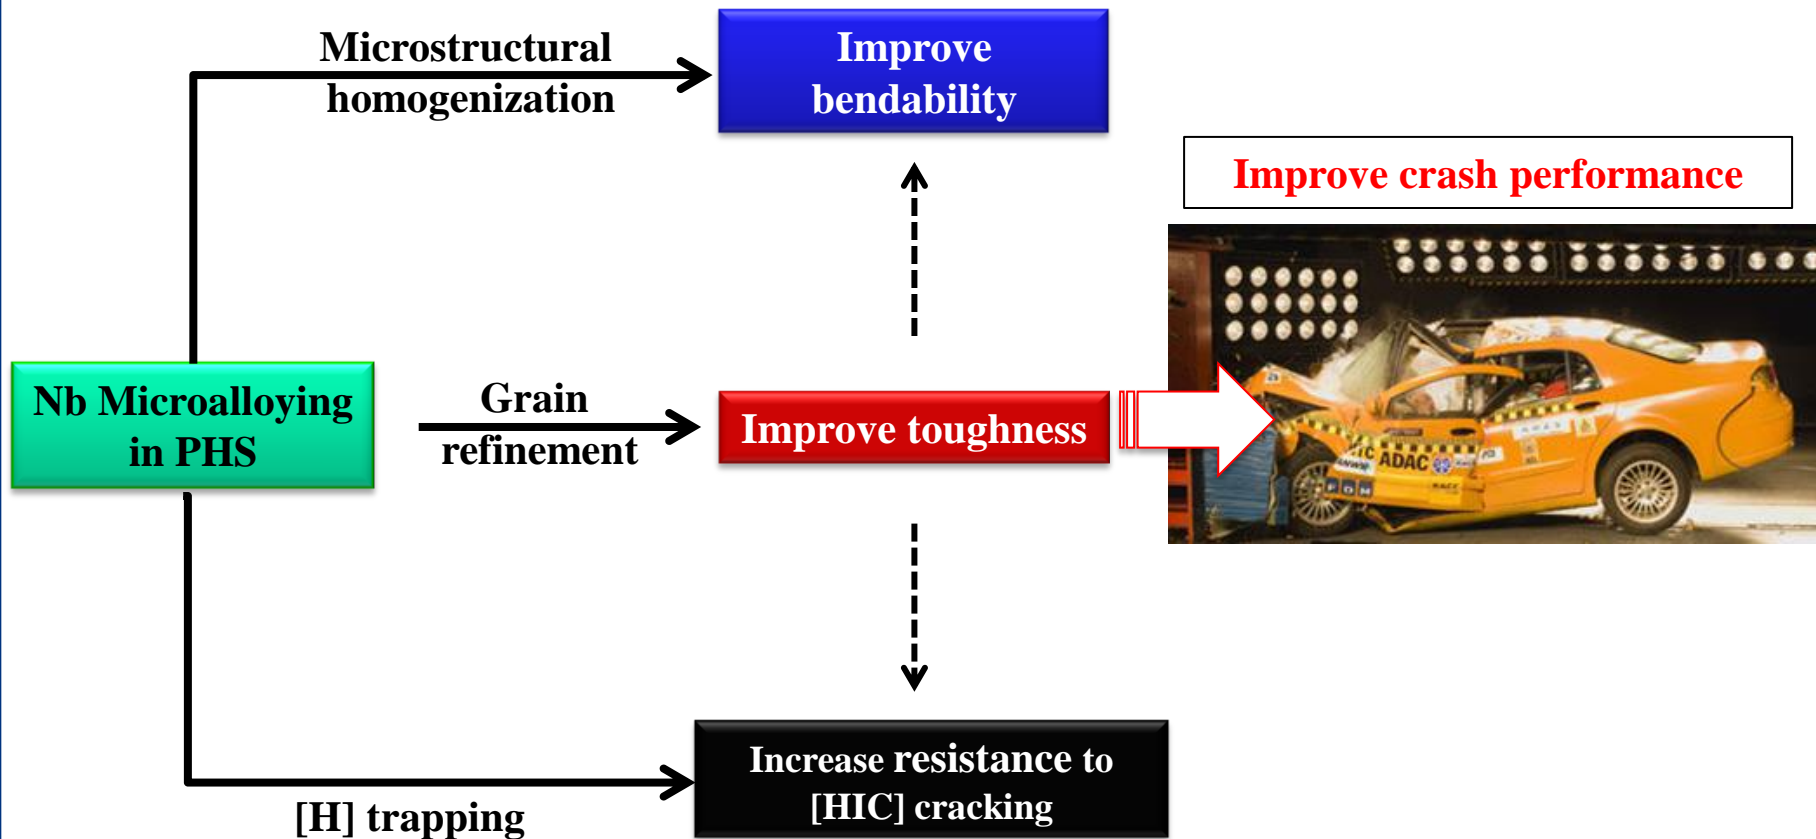 Microstructural
homogenization
Improve
bendability
Improve crash performance
Nb Microalloying
in PHS
Grain
refinement
Improve toughness
ADAC
[H] trapping
Increase resistance to
[HIC] cracking